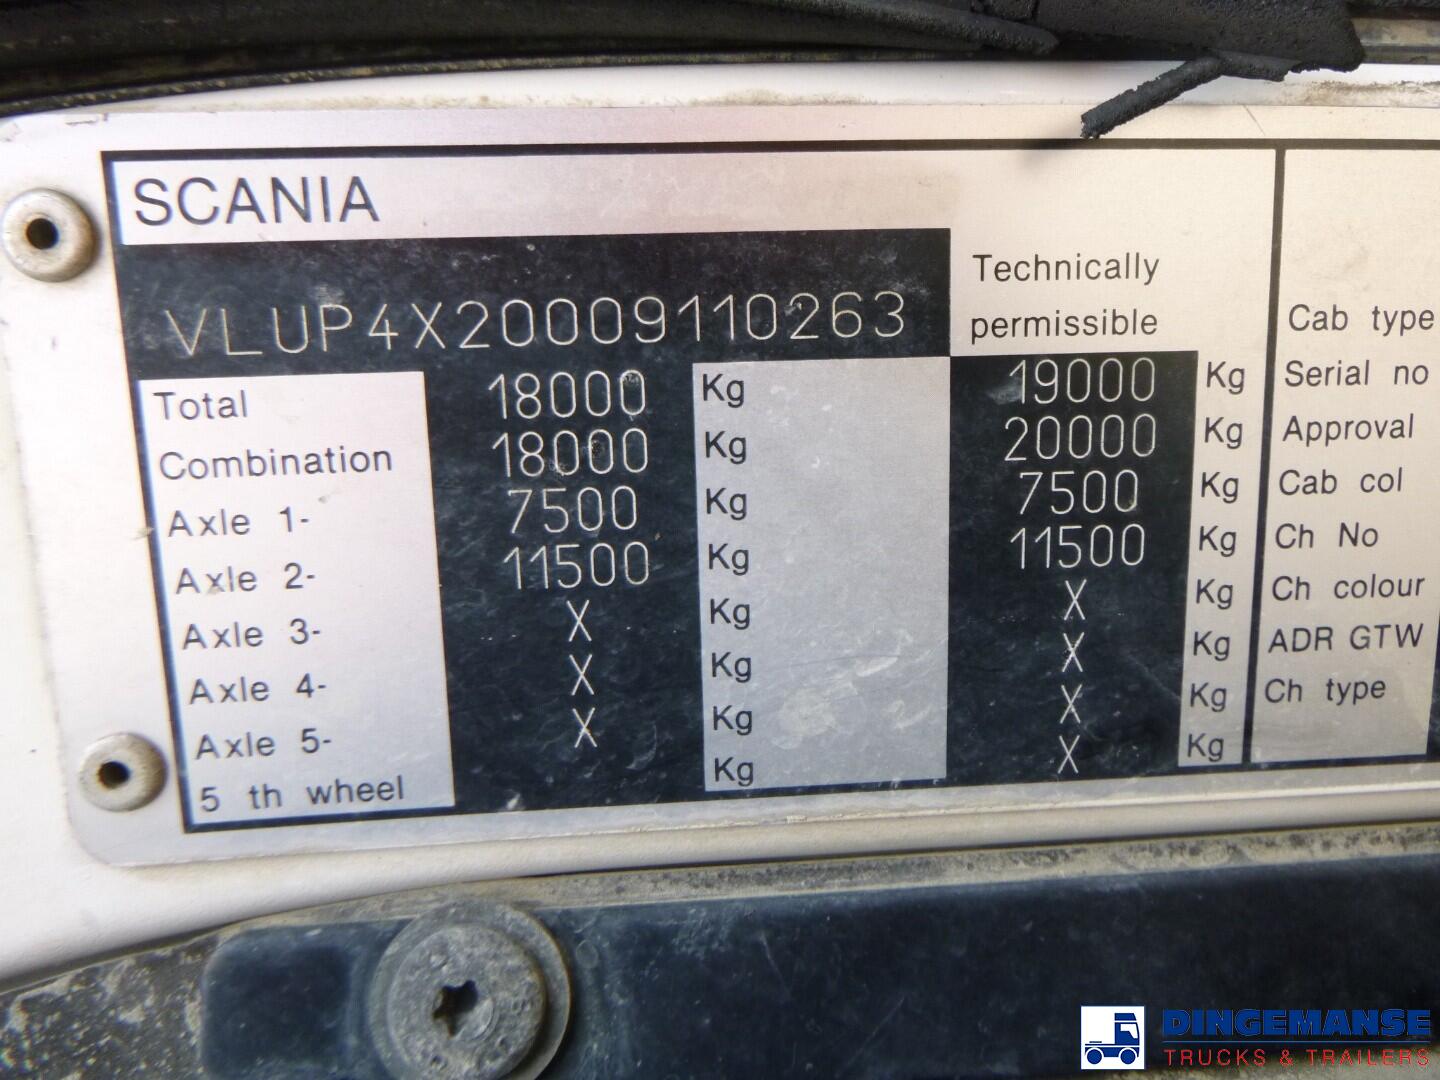 SCANIA
VLUP4X20009110263
Technically
permissible
Total 18000 Kg 19000 Kg
Combination 18000 Kg 20000 Kg
Axle 1- 7500 Kg 7500 Kg
Axle 2- 11500 Kg 11500 Kg
Axle 3- X Kg X Kg
Axle 4- X Kg X Kg
Axle 5- X Kg X Kg
5 th wheel Kg X Kg
Cab type
Serial no
Approval
Cab col
Ch No
Ch colour
ADR GTW
Ch type
DINGEMANSE
TRUCKS & TRAILERS